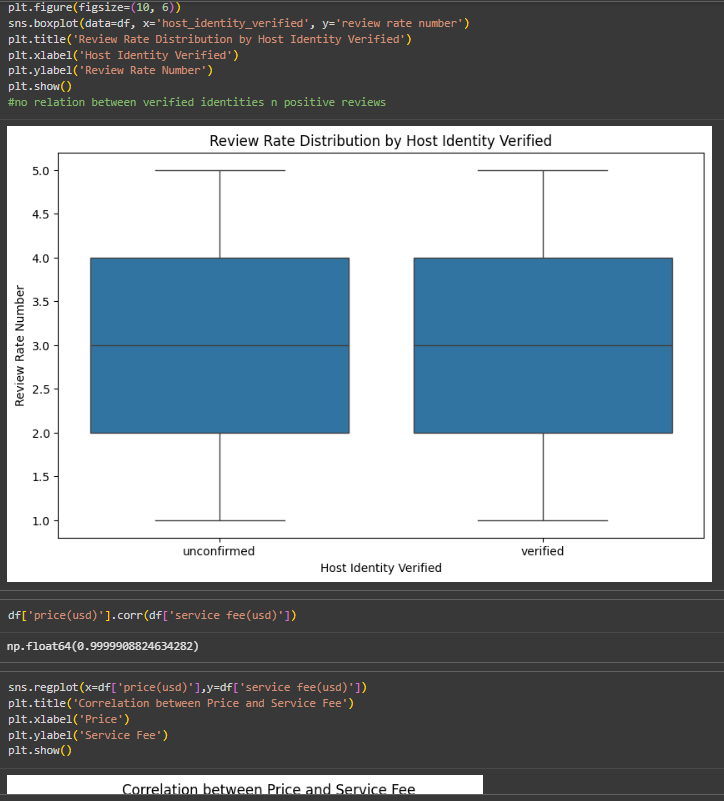 plt.figure(figsize=(10, 6))
sns.boxplot(data=df, x='host_identity_verified', y='review rate number')
plt.title('Review Rate Distribution by Host Identity Verified')
plt.xlabel('Host Identity Verified')
plt.ylabel('Review Rate Number')
plt.show()
#no relation between verified identities n positive reviews
Review Rate Distribution by Host Identity Verified
5.0
4.5
4.0
3.5
3.0
2.5
2.0
1.5
1.0
Review Rate Number
unconfirmed verified
Host Identity Verified
df['price(usd)'].corr(df['service fee(usd)'])
np.float64(0.9999908824634282)
sns.regplot(x=df['price(usd)'],y=df['service fee(usd)'])
plt.title('Correlation between Price and Service Fee')
plt.xlabel('Price')
plt.ylabel('Service Fee')
plt.show()
Correlation between Price and Service Fee